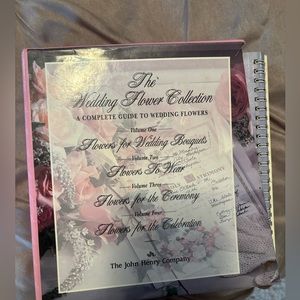 The
Wedding Flower Collection
A COMPLETE GUIDE TO WEDDING FLOWERS
Volume One
Flowers for Wedding Bouquets
Volume Two
Flowers To Wear
Volume Three
Flowers for the Ceremony
Volume Four
Flowers for the Celebration
The John Henry Company